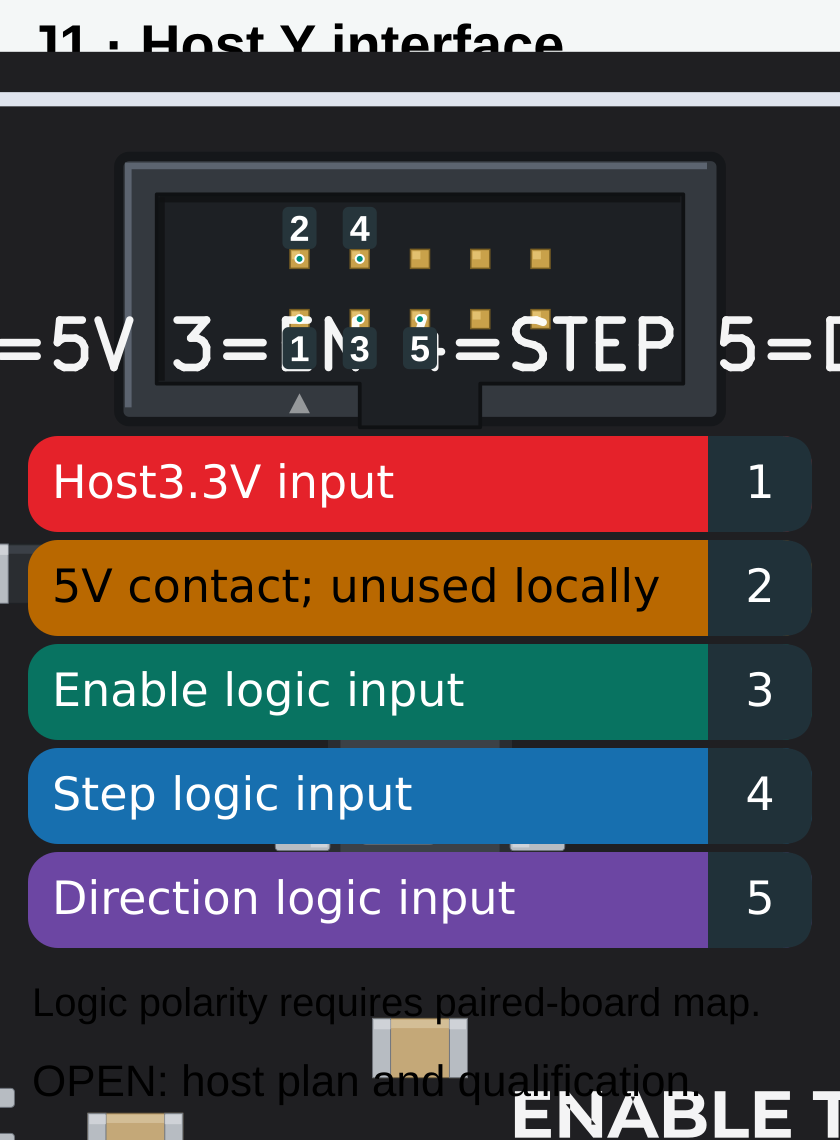 J1 · Host Y interface
2 4
=5V 3=EN 4=STEP 5=D
1 3 5
Host3.3V input 1
5V contact; unused locally 2
Enable logic input 3
Step logic input 4
Direction logic input 5
Logic polarity requires paired-board map.
OPEN: host plan and qualification.
ENABLE T